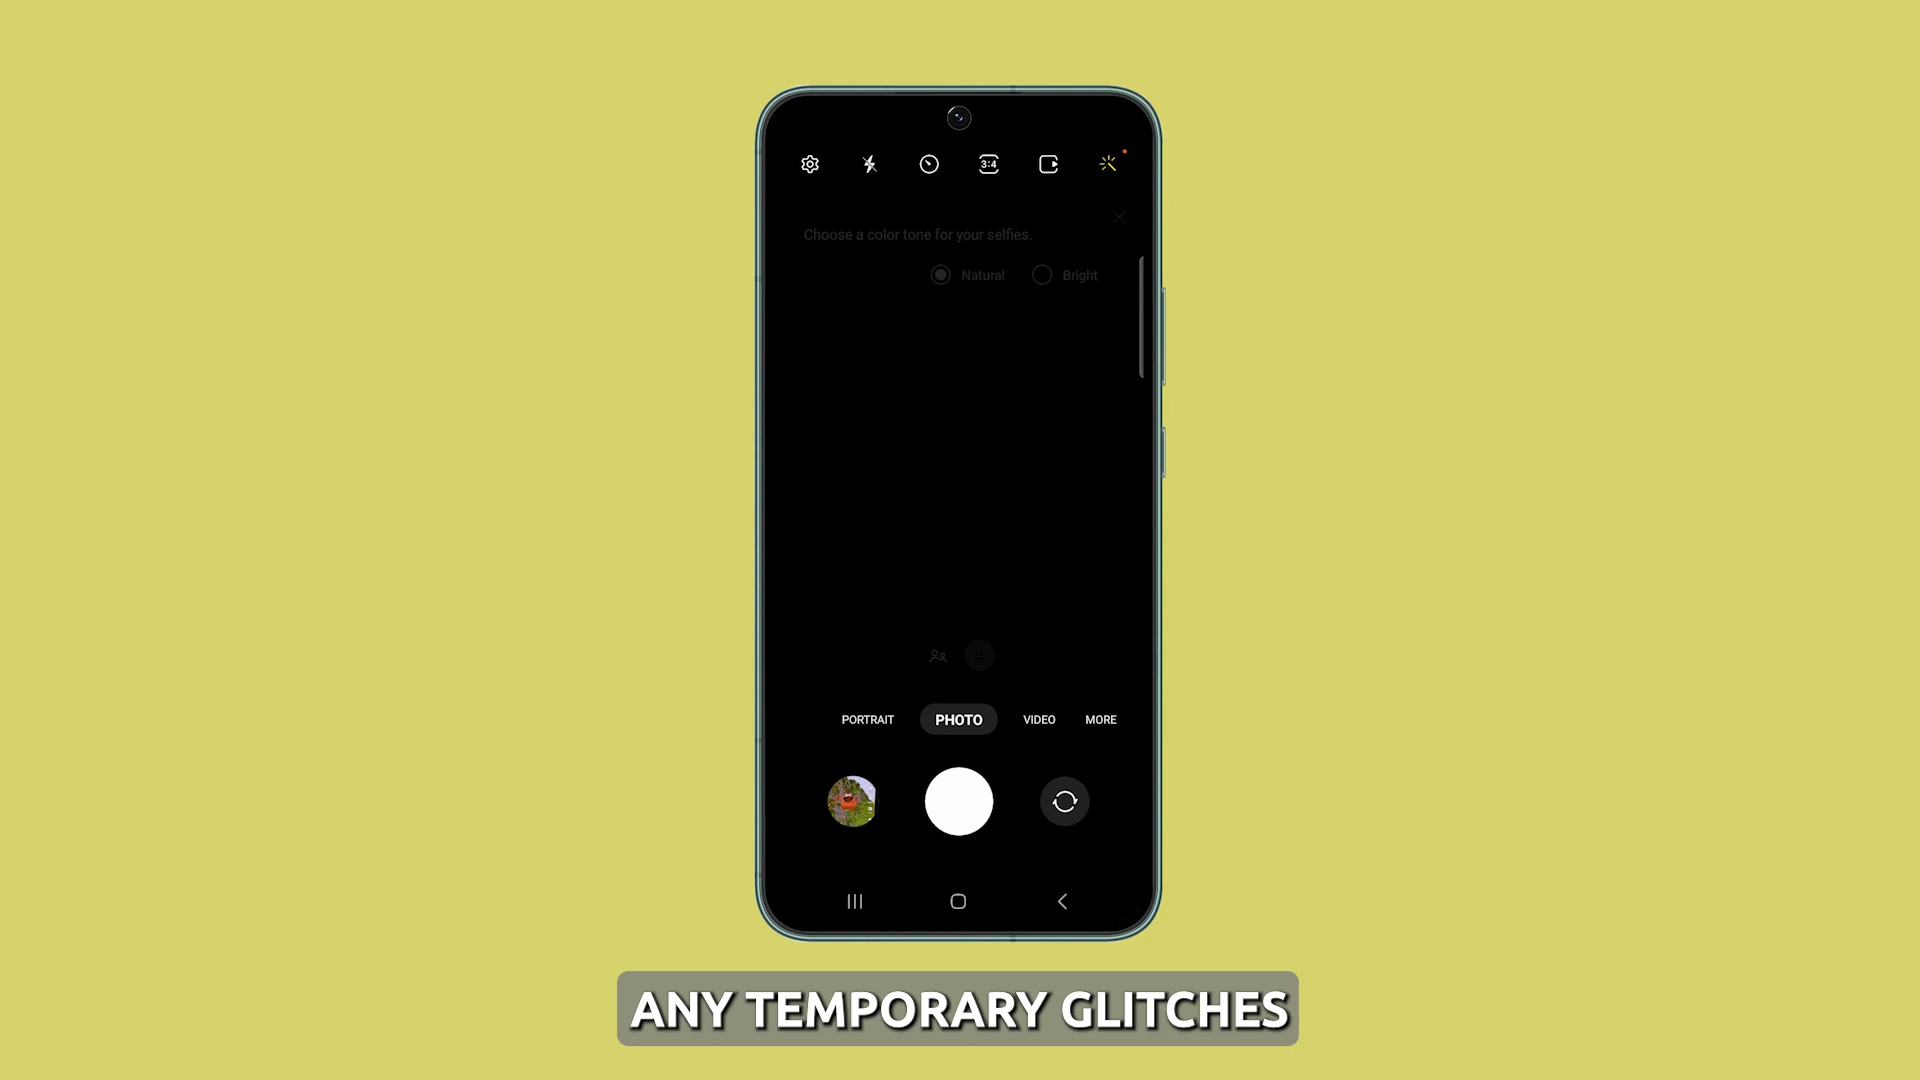 3:4
Choose a color tone for your selfies.
Natural Bright
PORTRAIT PHOTO VIDEO MORE
ANY TEMPORARY GLITCHES